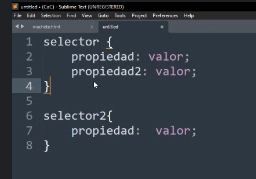 untitled • (CaC) - Sublime Text (UNREGISTERED)
File Edit Selection Find View Goto Tools Project Preferences Help
untitled
1 selector {
2 propiedad: valor;
3 propiedad2: valor;
4 }
5
6 selector2{
7 propiedad: valor;
8 }